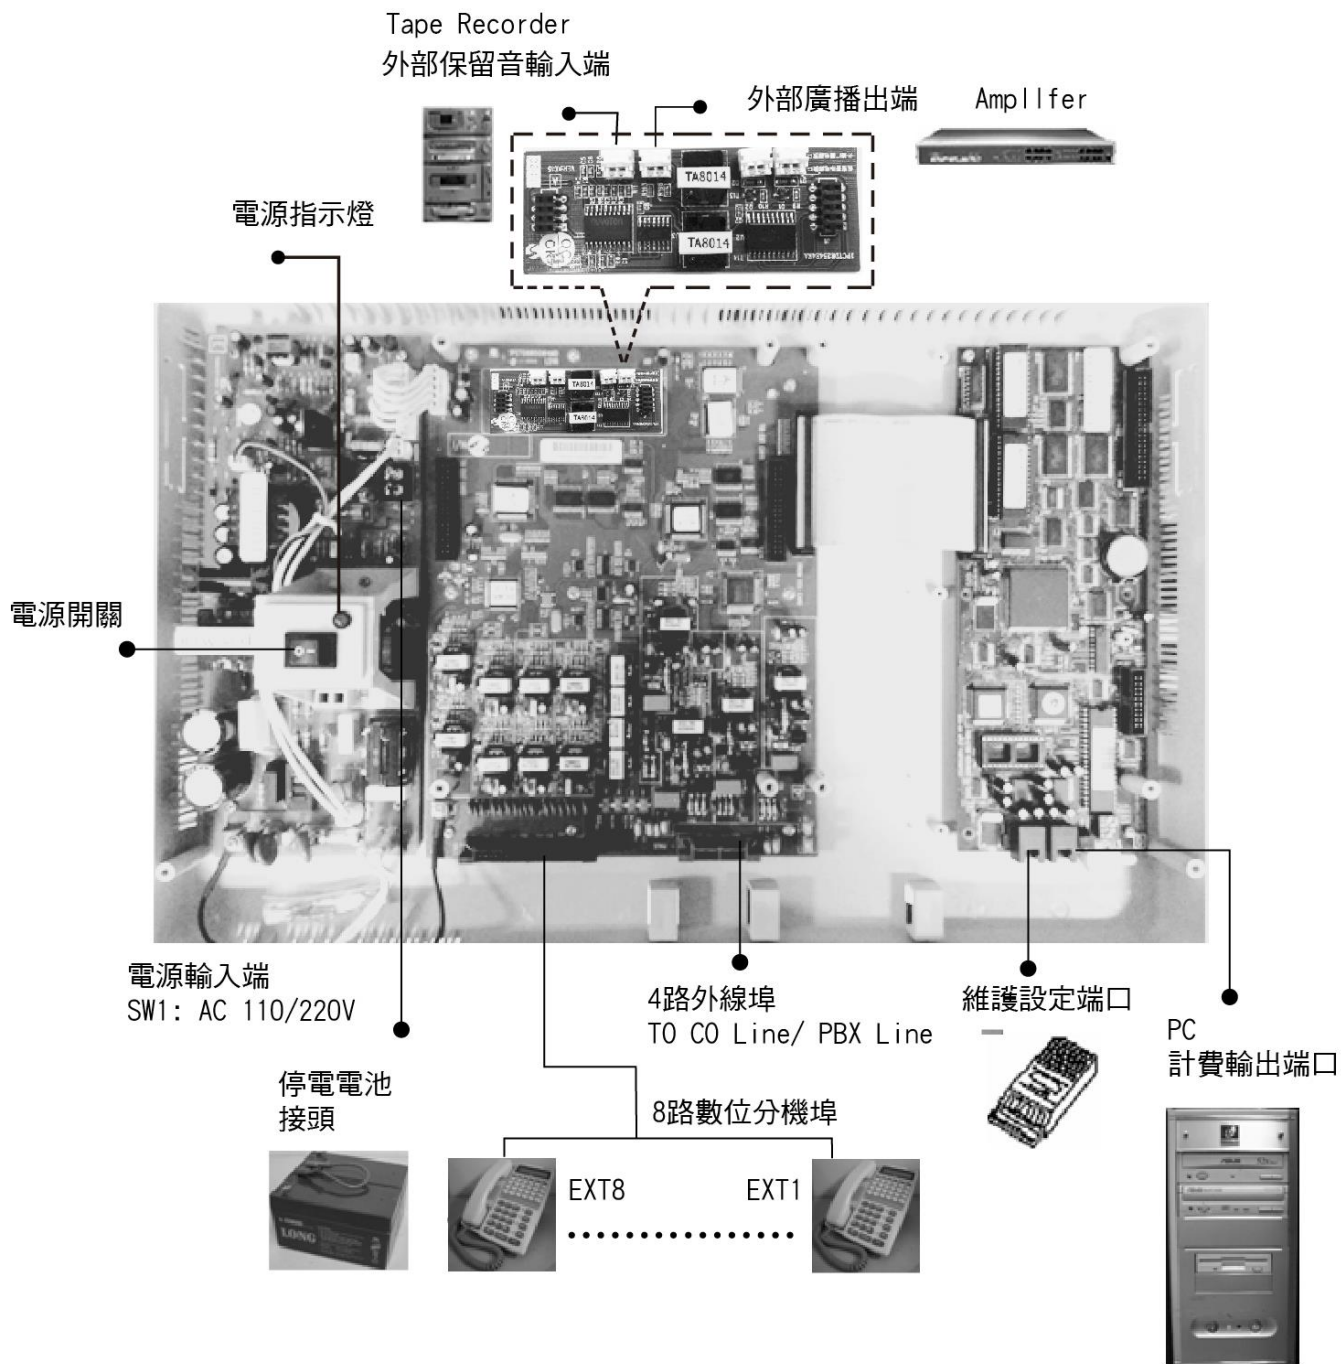 Tape Recorder
外部保留音輸入端
外部廣播出端
Ampllfer
TA8014
TA8014
電源指示燈
TA8014
TA8014
電源開關
電源輸入端
SW1: AC 110/220V
4路外線埠
TO CO Line/ PBX Line
維護設定端口
PC
計費輸出端口
停電電池
接頭
8路數位分機埠
EXT8
EXT1
LONG